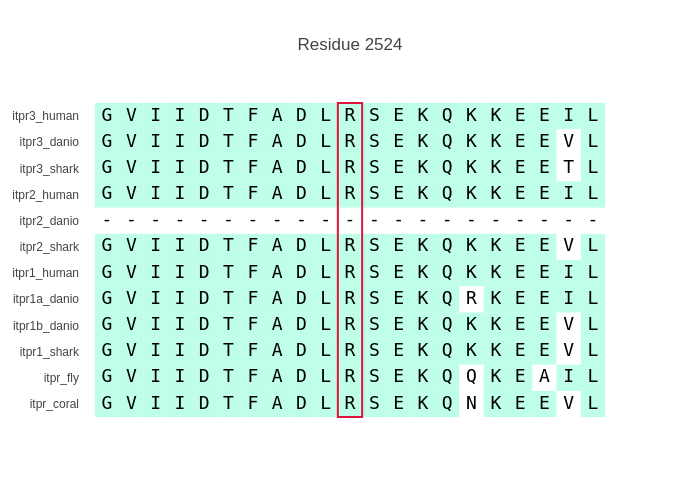 Residue 2524
itpr3_human G V I I D T F A D L R S E K Q K K E E I L
itpr3_danio G V I I D T F A D L R S E K Q K K E E V L
itpr3_shark G V I I D T F A D L R S E K Q K K E E T L
itpr2_human G V I I D T F A D L R S E K Q K K E E I L
itpr2_danio - - - - - - - - - - - - - - - - - - - - -
itpr2_shark G V I I D T F A D L R S E K Q K K E E V L
itpr1_human G V I I D T F A D L R S E K Q K K E E I L
itpr1a_danio G V I I D T F A D L R S E K Q R K E E I L
itpr1b_danio G V I I D T F A D L R S E K Q K K E E V L
itpr1_shark G V I I D T F A D L R S E K Q K K E E V L
itpr_fly G V I I D T F A D L R S E K Q Q K E A I L
itpr_coral G V I I D T F A D L R S E K Q N K E E V L